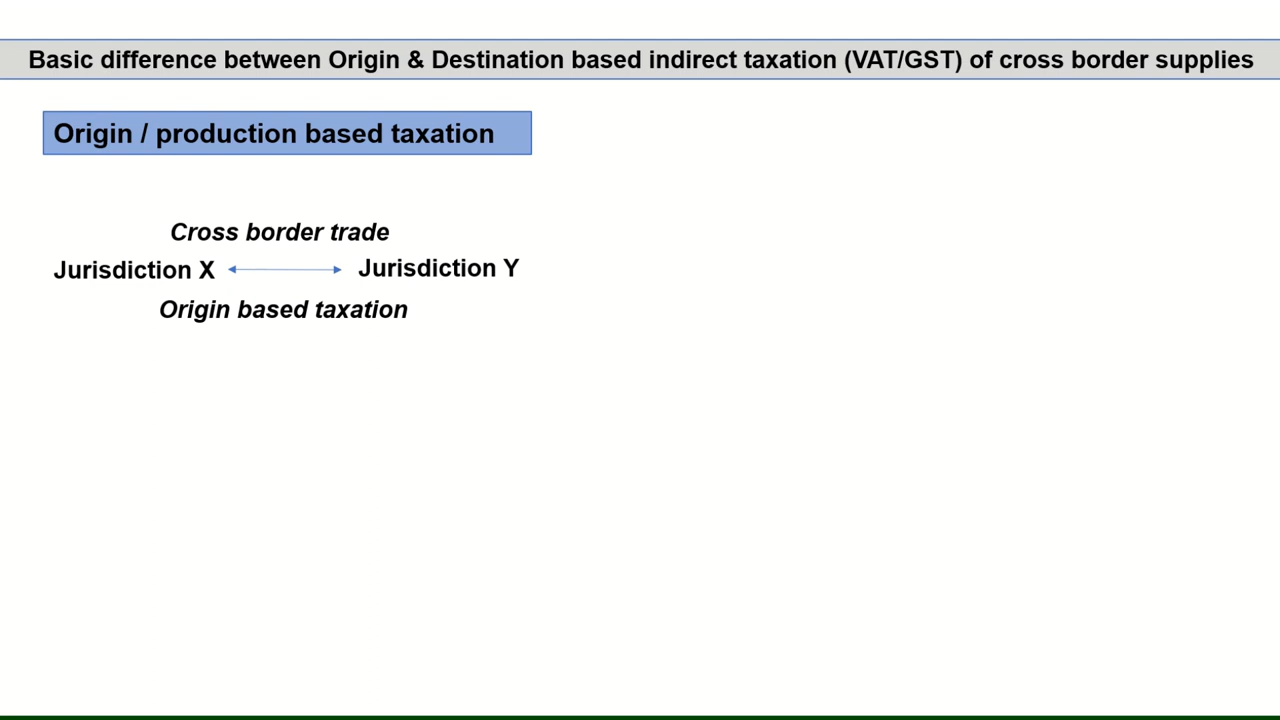 Basic difference between Origin & Destination based indirect taxation (VAT/GST) of cross border supplies
Origin / production based taxation
Cross border trade
Jurisdiction X Jurisdiction Y
Origin based taxation